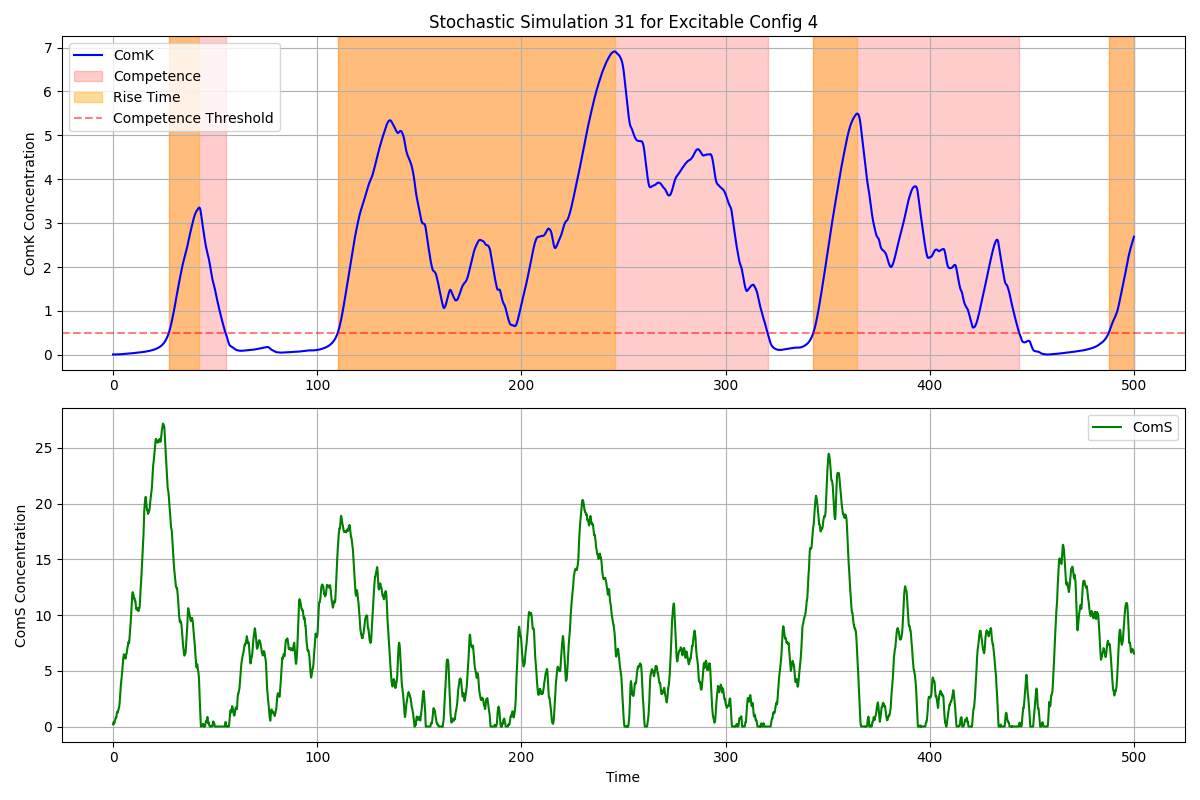 Stochastic Simulation 31 for Excitable Config 4
ComK Concentration
7
6
5
4
3
2
1
0
ComK
Competence
Rise Time
Competence Threshold
0 100 200 300 400 500
ComS Concentration
25
20
15
10
5
0
ComS
0 100 200 300 400 500
Time